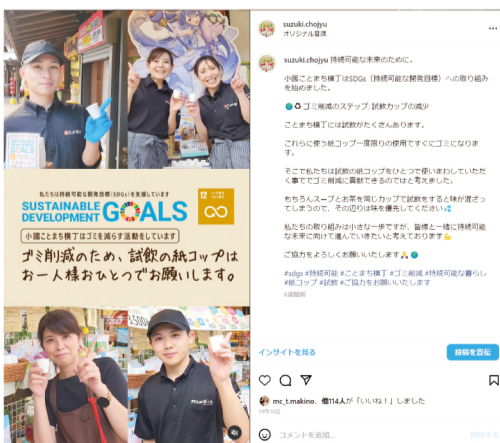 suzuki.chojyu
オリジナル音源
suzuki.chojyu 持続可能な未来のために。
小國ことまち横丁はSDGs（持続可能な開発目標）への取り組み
を始めました。
🌏♻ ゴミ削減のステップ: 試飲カップの減少
ことまち横丁には試飲がたくさんあります。
これらに使う紙コップ一度限りの使用ですぐにゴミになりま
す。
そこで私たちは試飲の紙コップをひとつで使いまわしていただ
く事でゴミ削減に貢献できるのではと考えました。
もちろんスープとお茶を同じカップで試飲をすると味が混ざっ
てしまうので、その辺りは味を優先してください💦
私たちの取り組みは小さな一歩ですが、皆様と一緒に持続可能
な未来に向けて進んでいきたいと考えております💪
ご協力をよろしくお願いいたします🙏🌏
#sdgs #持続可能 #ことまち横丁 #ゴミ削減 #持続可能な暮らし
#紙コップ #試飲 #ご協力をお願いいたします
6週間前
私たちは持続可能な開発目標(SDGs)を支援しています
SUSTAINABLE
DEVELOPMENT GOALS
12
小國ことまち横丁はゴミを減らす活動をしています
ゴミ削減のため、試飲の紙コップは
お一人様おひとつでお願いします。
インサイトを見る
投稿を宣伝
mc_t.makino、他114人が「いいね！」しました
10月10日
コメントを追加...
投稿する